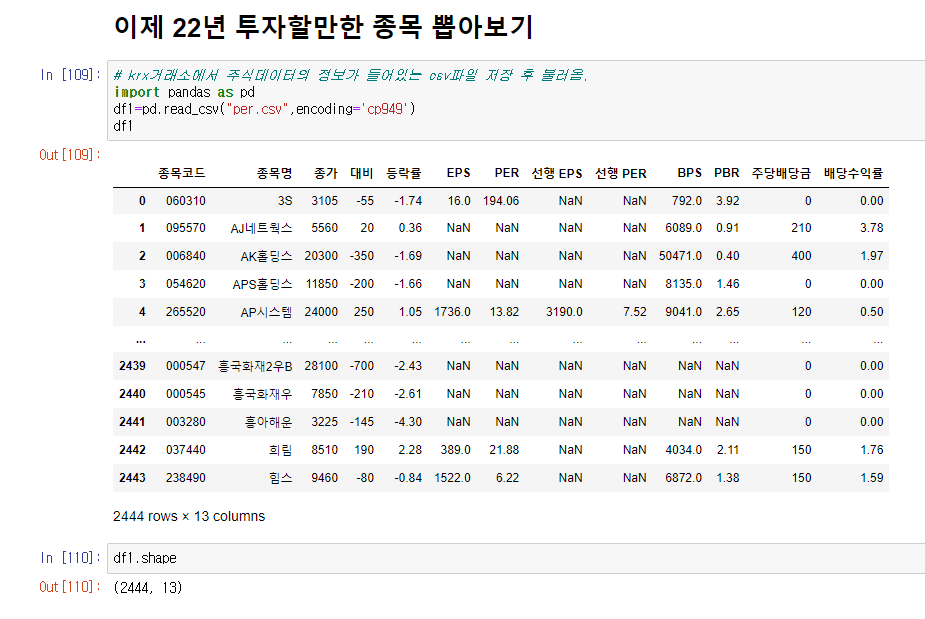 이제 22년 투자할만한 종목 뽑아보기
In [109]: # krx거래소에서 주식데이터의 정보가 들어있는 csv파일 저장 후 불러옴.
import pandas as pd
df1=pd.read_csv("per.csv",encoding='cp949')
df1
Out[109]:
종목코드 종목명 종가 대비 등락률 EPS PER 선행 EPS 선행 PER BPS PBR 주당배당금 배당수익률
0 060310 3S 3105 -55 -1.74 16.0 194.06 NaN NaN 792.0 3.92 0 0.00
1 095570 AJ네트웍스 5560 20 0.36 NaN NaN NaN NaN 6089.0 0.91 210 3.78
2 006840 AK홀딩스 20300 -350 -1.69 NaN NaN NaN NaN 50471.0 0.40 400 1.97
3 054620 APS홀딩스 11850 -200 -1.66 NaN NaN NaN NaN 8135.0 1.46 0 0.00
4 265520 AP시스템 24000 250 1.05 1736.0 13.82 3190.0 7.52 9041.0 2.65 120 0.50
... ... ... ... ... ... ... ... ... ... ... ... ... ...
2439 000547 흥국화재2우B 28100 -700 -2.43 NaN NaN NaN NaN NaN NaN 0 0.00
2440 000545 흥국화재우 7850 -210 -2.61 NaN NaN NaN NaN NaN NaN 0 0.00
2441 003280 흥아해운 3225 -145 -4.30 NaN NaN NaN NaN NaN NaN 0 0.00
2442 037440 희림 8510 190 2.28 389.0 21.88 NaN NaN 4034.0 2.11 150 1.76
2443 238490 힘스 9460 -80 -0.84 1522.0 6.22 NaN NaN 6872.0 1.38 150 1.59
2444 rows × 13 columns
In [110]: df1.shape
Out[110]: (2444, 13)